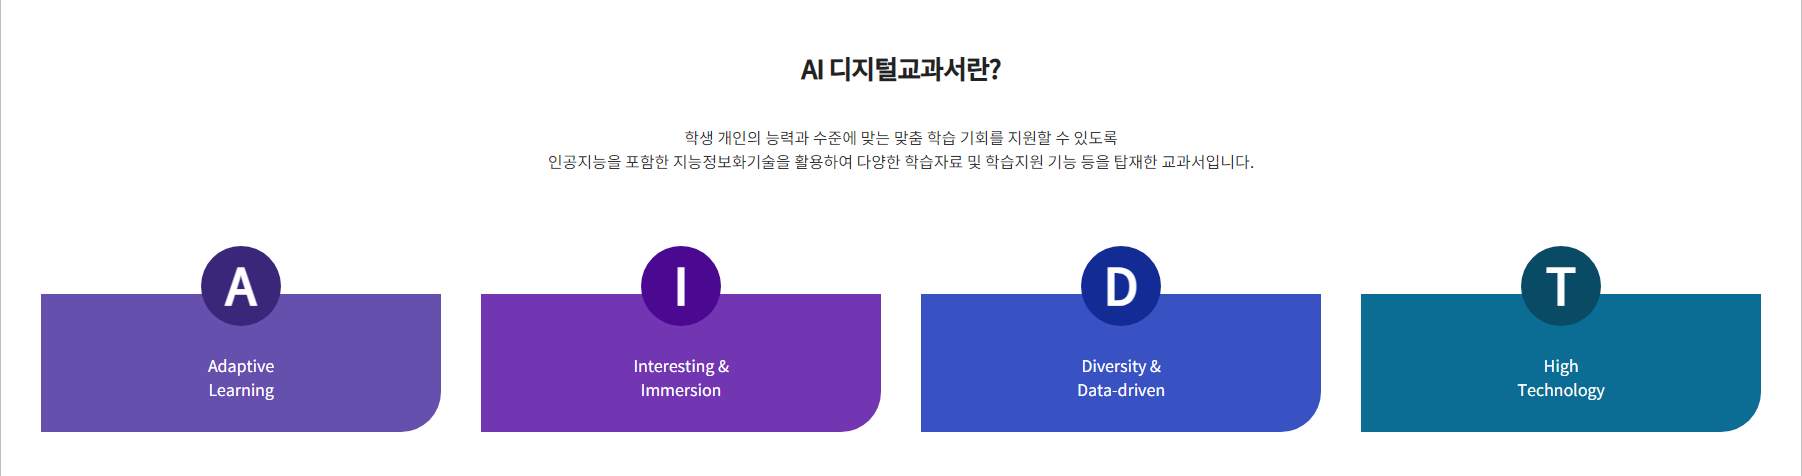 AI 디지털교과서란?
학생 개인의 능력과 수준에 맞는 맞춤 학습 기회를 지원할 수 있도록
인공지능을 포함한 지능정보화기술을 활용하여 다양한 학습자료 및 학습지원 기능 등을 탑재한 교과서입니다.
A
Adaptive
Learning
I
Interesting &
Immersion
D
Diversity &
Data-driven
T
High
Technology